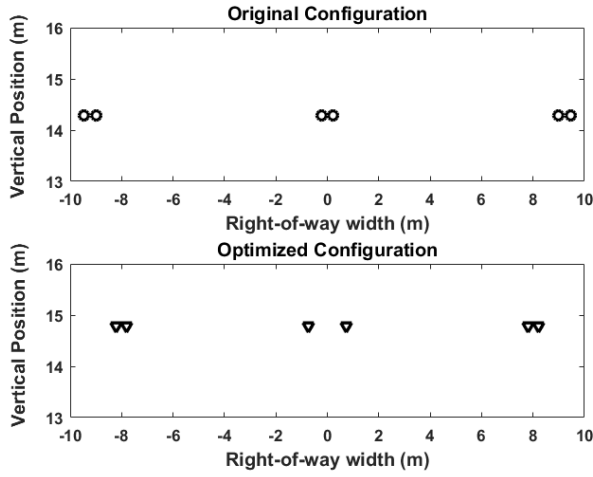 Original Configuration
Vertical Position (m)
16
15
14
13
-10 -8 -6 -4 -2 0 2 4 6 8 10
Right-of-way width (m)
Optimized Configuration
Vertical Position (m)
16
15
14
13
-10 -8 -6 -4 -2 0 2 4 6 8 10
Right-of-way width (m)